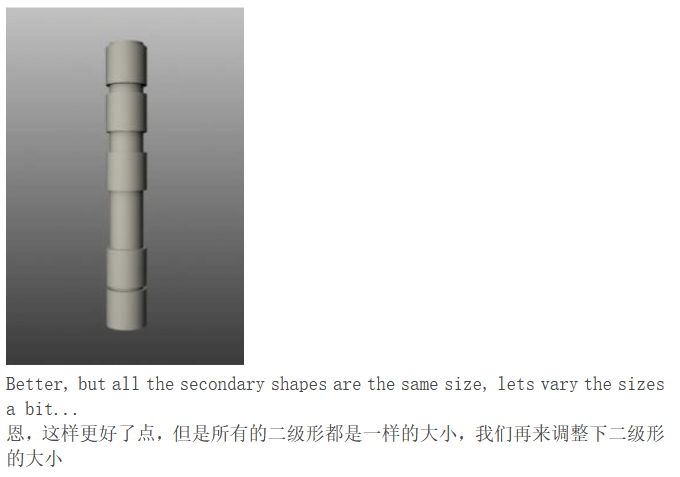 Better, but all the secondary shapes are the same size, lets vary the sizes
a bit...
恩，这样更好了点，但是所有的二级形都是一样的大小，我们再来调整下二级形
的大小